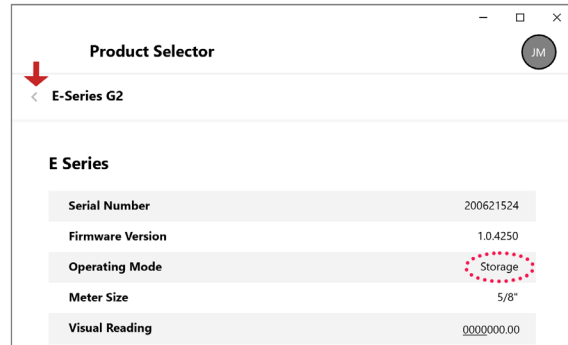 Product Selector
JM
< E-Series G2
E Series
Serial Number 200621524
Firmware Version 1.0.4250
Operating Mode Storage
Meter Size 5/8"
Visual Reading 0000000.00